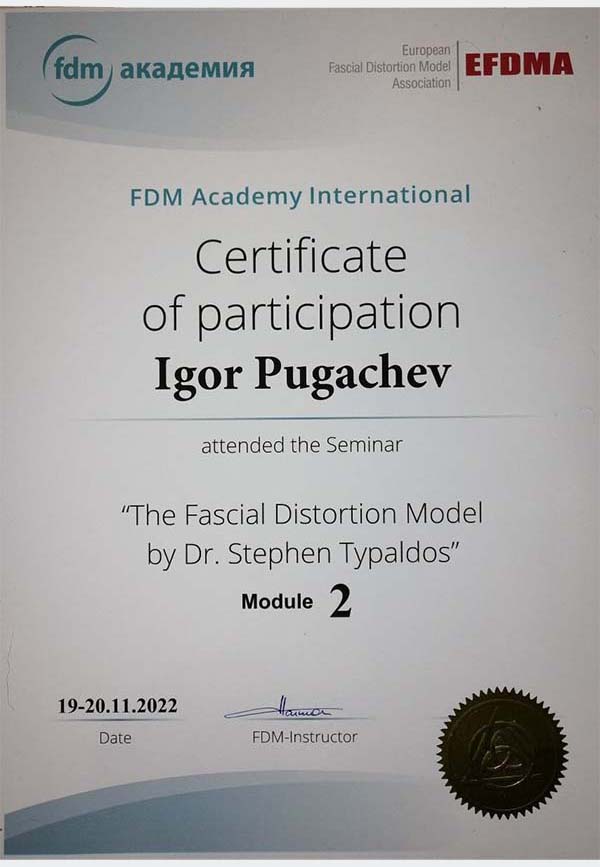 fdm академия
European
Fascial Distortion Model
Association
EFDMA
FDM Academy International
Certificate
of participation
Igor Pugachev
attended the Seminar
“The Fascial Distortion Model
by Dr. Stephen Typaldos”
Module 2
19-20.11.2022
Date
FDM-Instructor